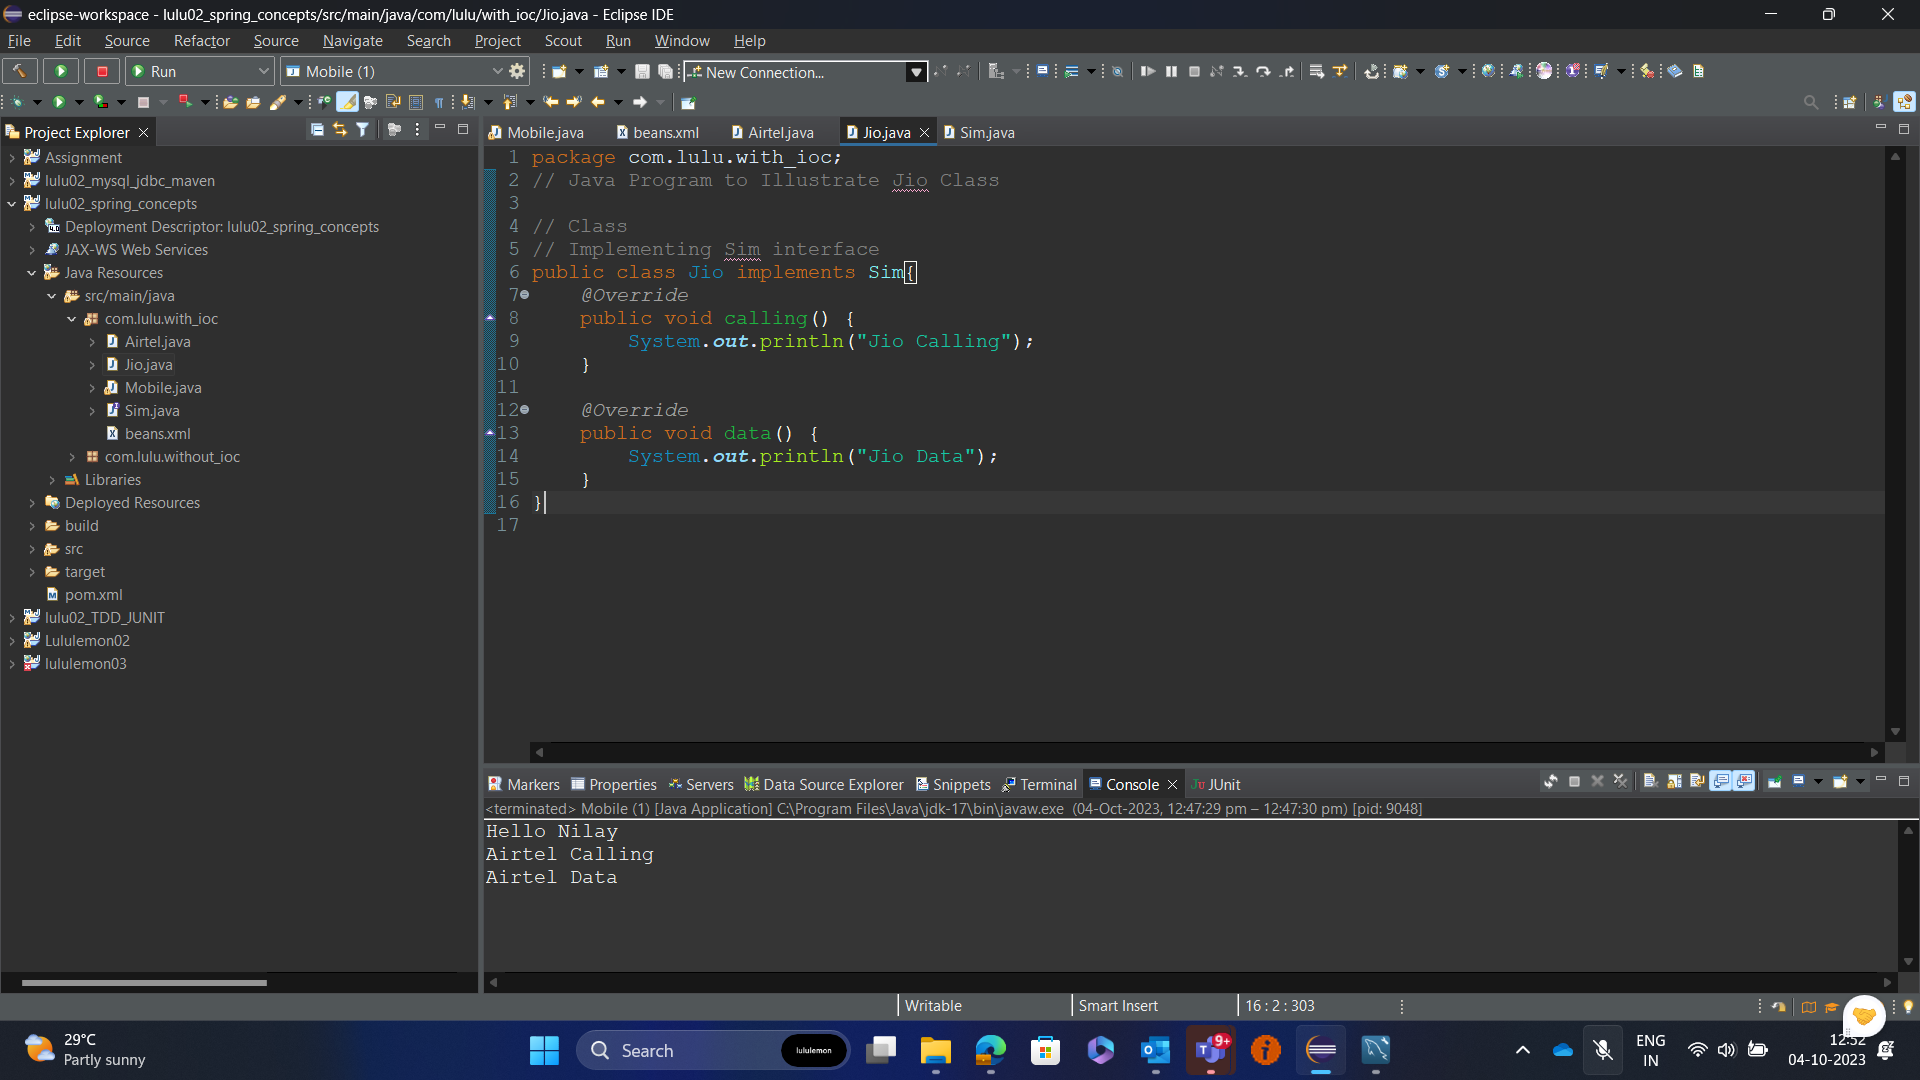 eclipse-workspace - lulu02_spring_concepts/src/main/java/com/lulu/with_ioc/Jio.java - Eclipse IDE
File Edit Source Refactor Source Navigate Search Project Scout Run Window Help
Run Mobile (1) New Connection...
Project Explorer
Assignment
lulu02_mysql_jdbc_maven
lulu02_spring_concepts
Deployment Descriptor: lulu02_spring_concepts
JAX-WS Web Services
Java Resources
src/main/java
com.lulu.with_ioc
Airtel.java
Jio.java
Mobile.java
Sim.java
beans.xml
com.lulu.without_ioc
Libraries
Deployed Resources
build
src
target
pom.xml
lulu02_TDD_JUNIT
Lululemon02
lululemon03
Mobile.java beans.xml Airtel.java Jio.java Sim.java
1 package com.lulu.with_ioc;
2 // Java Program to Illustrate Jio Class
3
4 // Class
5 // Implementing Sim interface
6 public class Jio implements Sim{
7 @Override
8 public void calling() {
9 System.out.println("Jio Calling");
10 }
11
12 @Override
13 public void data() {
14 System.out.println("Jio Data");
15 }
16 }
17
Markers Properties Servers Data Source Explorer Snippets Terminal Console JUnit
<terminated> Mobile (1) [Java Application] C:\Program Files\Java\jdk-17\bin\javaw.exe (04-Oct-2023, 12:47:29 pm – 12:47:30 pm) [pid: 9048]
Hello Nilay
Airtel Calling
Airtel Data
Writable Smart Insert 16 : 2 : 303
29°C
Partly sunny
Search
lululemon
9+
ENG
IN
12:52
04-10-2023